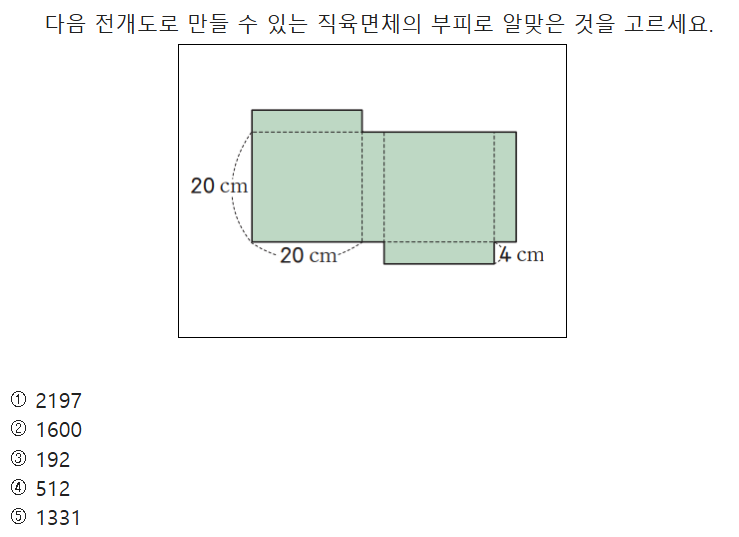 다음 전개도로 만들 수 있는 직육면체의 부피로 알맞은 것을 고르세요.
20 cm
20 cm
4 cm
① 2197
② 1600
③ 192
④ 512
⑤ 1331